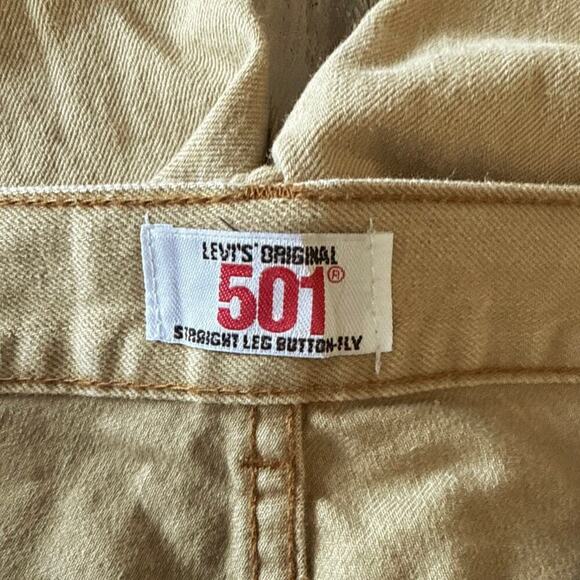 LEVI'S® ORIGINAL
501®
STRAIGHT LEG BUTTON-FLY